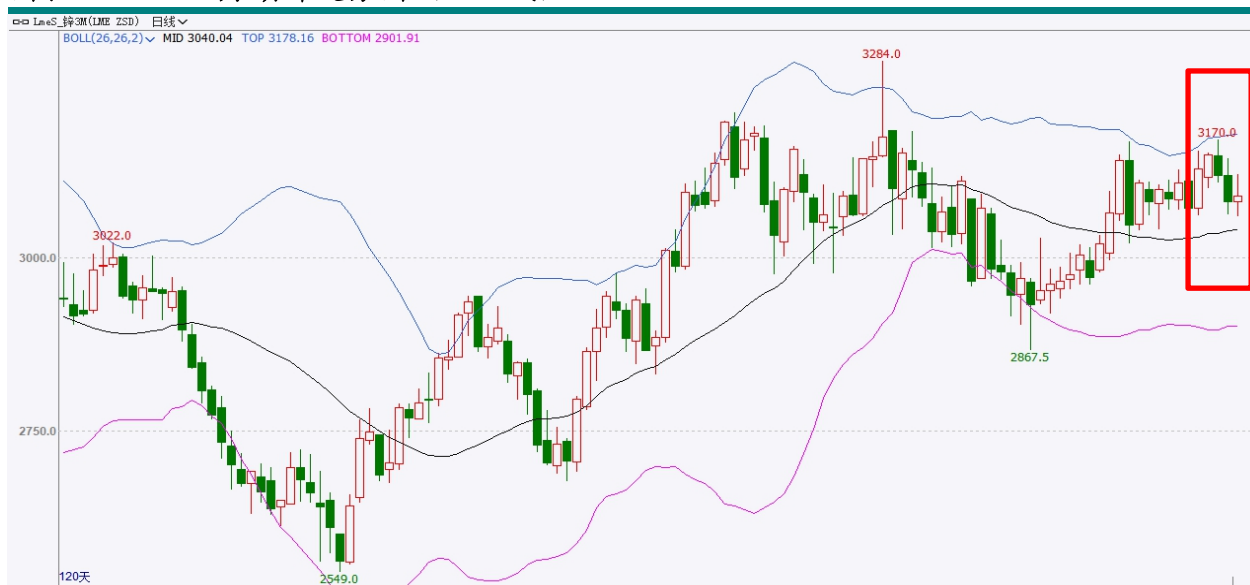 LmeS_锌3M(LME ZSD) 日线
BOLL(26,26,2) MID 3040.04 TOP 3178.16 BOTTOM 2901.91
3284.0
3170.0
3022.0
3000.0
2867.5
2750.0
120天
2549.0